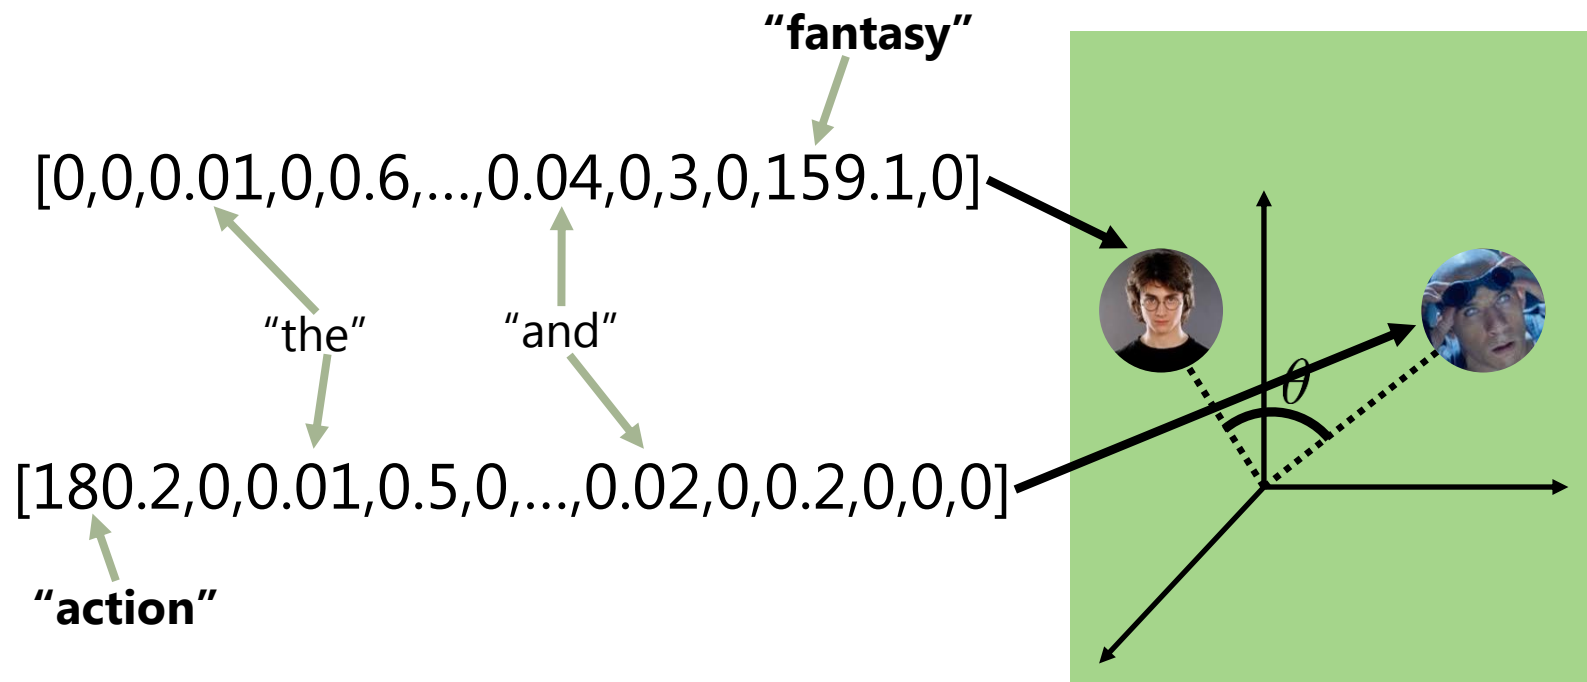 “fantasy”
[0,0,0.01,0,0.6,...,0.04,0,3,0,159.1,0]
“the”
“and”
θ
[180.2,0,0.01,0.5,0,...,0.02,0,0.2,0,0,0]
“action”